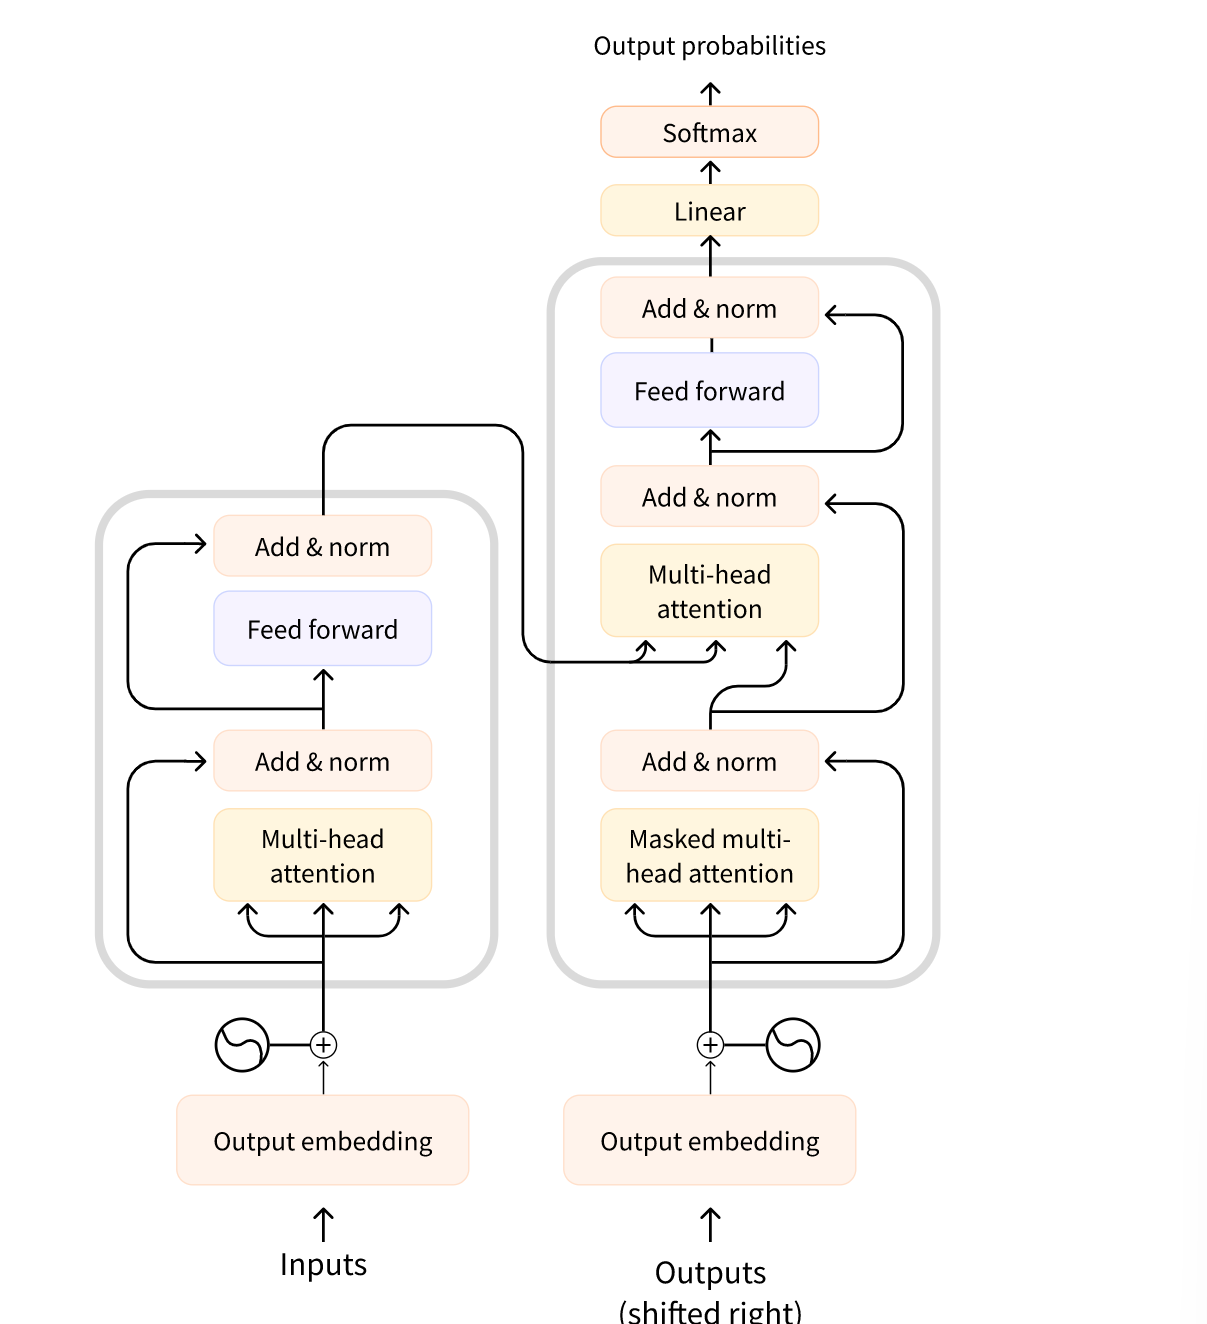 Output probabilities
Softmax
Linear
Add & norm
Feed forward
Add & norm
Multi-head
attention
Add & norm
Masked multi-
head attention
Output embedding
Outputs
(shifted right)
Add & norm
Feed forward
Add & norm
Multi-head
attention
Output embedding
Inputs